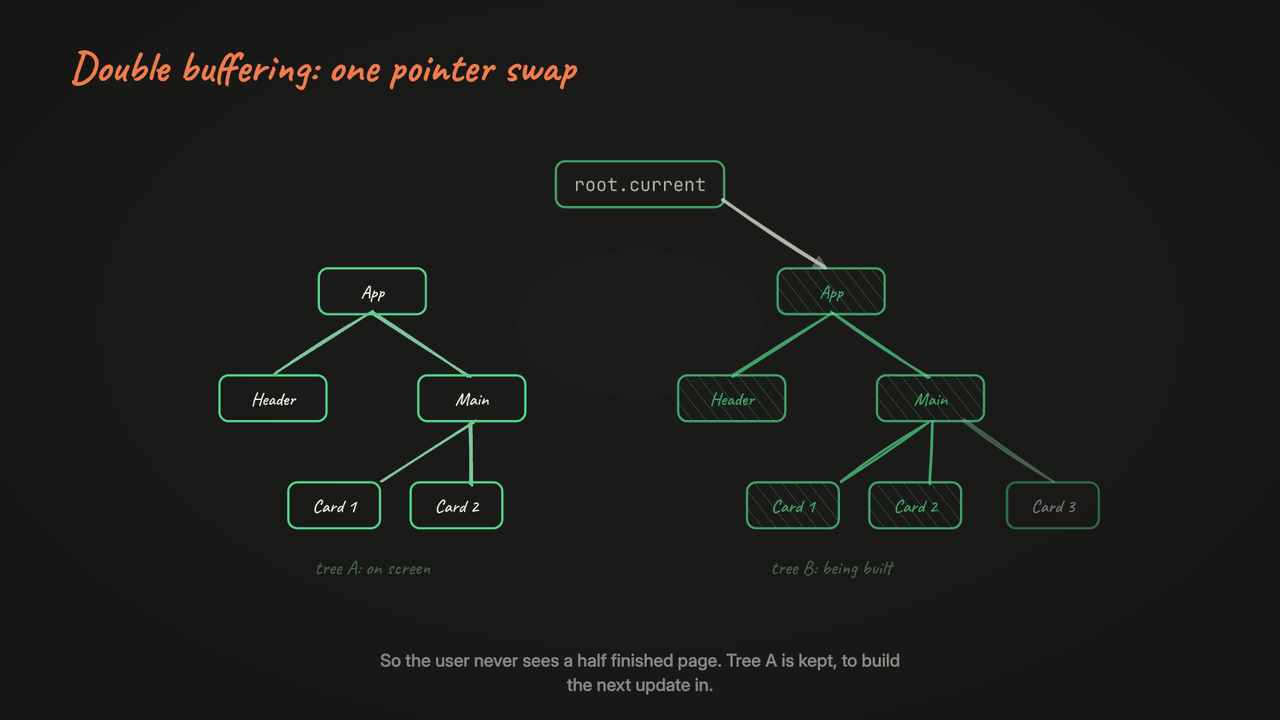 Double buffering: one pointer swap
root.current
App
App
Header
Main
Header
Main
Card 1
Card 2
Card 1
Card 2
Card 3
tree A: on screen
tree B: being built
So the user never sees a half finished page. Tree A is kept, to build
the next update in.